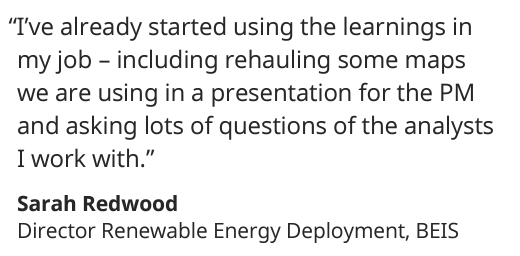 “I’ve already started using the learnings in
my job – including rehauling some maps
we are using in a presentation for the PM
and asking lots of questions of the analysts
I work with.”
Sarah Redwood
Director Renewable Energy Deployment, BEIS